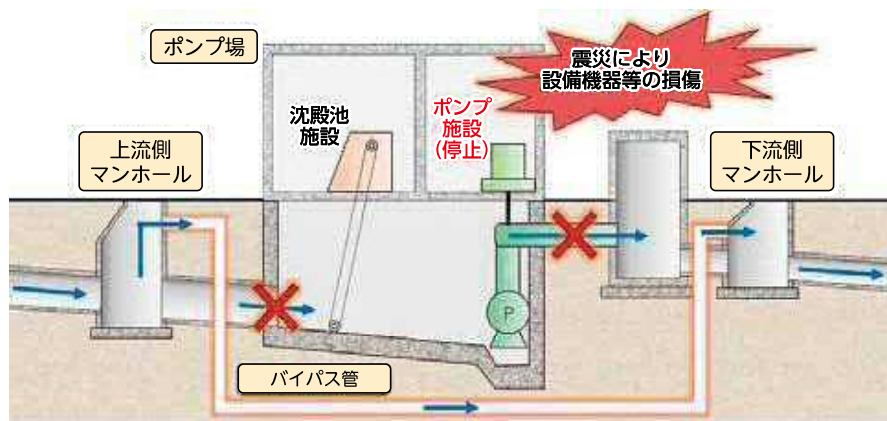 ポンプ場
震災により
設備機器等の損傷
沈殿池
施設
ポンプ
施設
(停止)
上流側
マンホール
下流側
マンホール
P
バイパス管